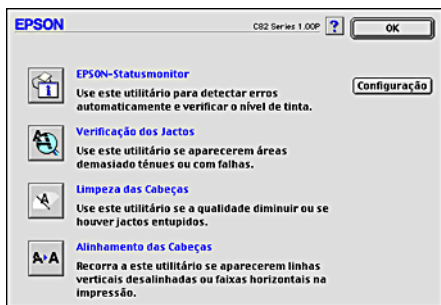 EPSON
C82 Series 1.00P ? OK
EPSON-Statusmonitor
Use este utilitário para detectar erros
automaticamente e verificar o nível de tinta.
Configuração
Verificação dos Jactos
Use este utilitário se aparecerem áreas
demasiado ténues ou com falhas.
Limpeza das Cabeças
Use este utilitário se a qualidade diminuir ou se
houver jactos entupidos.
A▸A
Alinhamento das Cabeças
Recorra a este utilitário se aparecerem linhas
verticais desalinhadas ou faixas horizontais na
impressão.